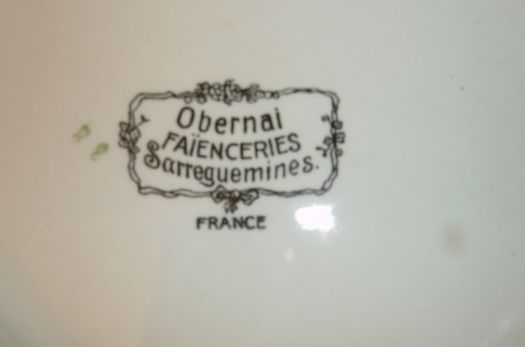 Obernai
FAÏENCERIES
Sarreguemines.
FRANCE